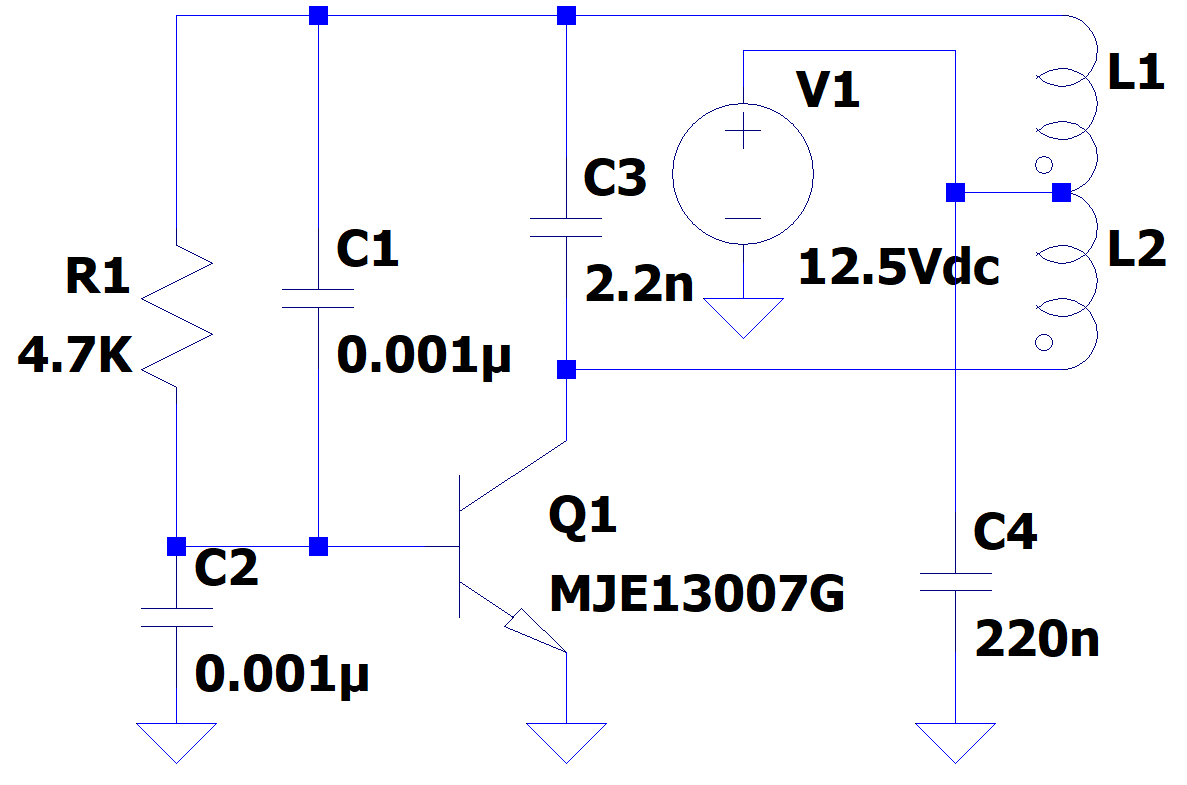 V1
L1
C3
C1
R1
L2
12.5Vdc
2.2n
4.7K
0.001µ
Q1
C4
C2
MJE13007G
220n
0.001µ